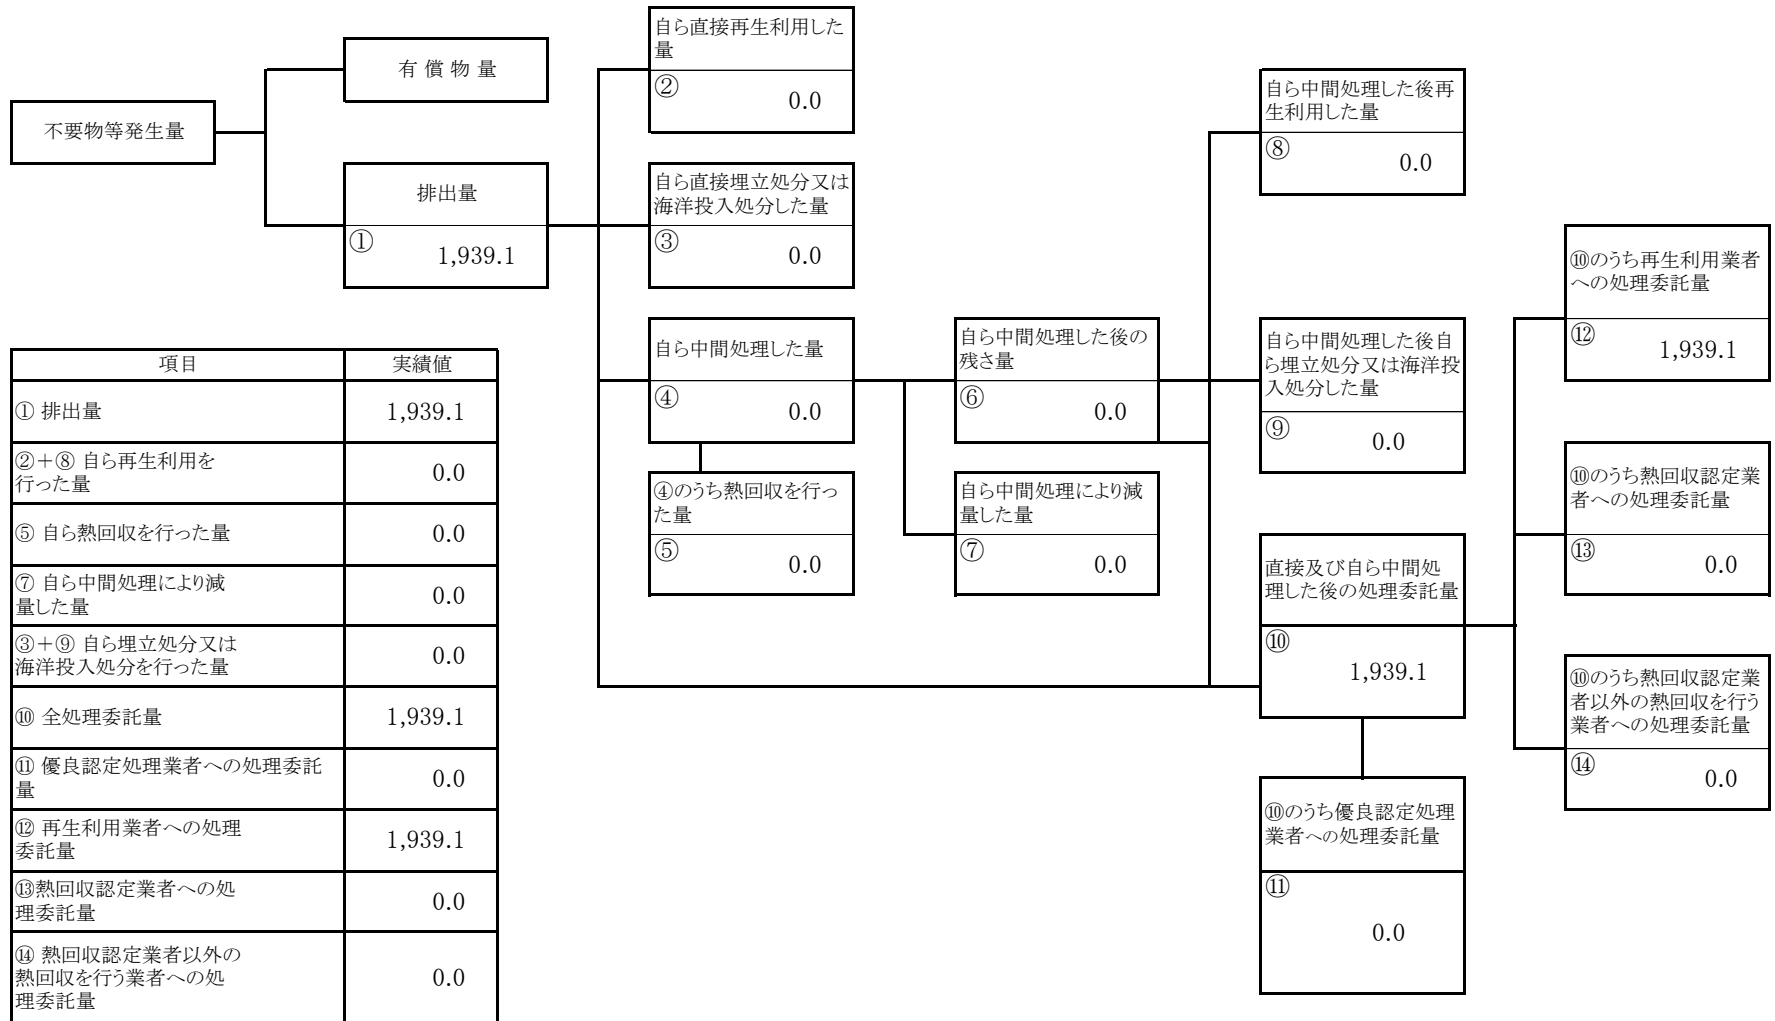 不要物等発生量
有 償 物 量
排出量
①
1,939.1
自ら直接再生利用した
量
②
0.0
自ら直接埋立処分又は
海洋投入処分した量
③
0.0
自ら中間処理した量
④
0.0
④のうち熱回収を行っ
た量
⑤
0.0
自ら中間処理した後の
残さ量
⑥
0.0
自ら中間処理により減
量した量
⑦
0.0
自ら中間処理した後再
生利用した量
⑧
0.0
自ら中間処理した後自
ら埋立処分又は海洋投
入処分した量
⑨
0.0
直接及び自ら中間処
理した後の処理委託量
⑩
1,939.1
⑩のうち優良認定処理
業者への処理委託量
⑪
0.0
⑩のうち再生利用業者
への処理委託量
⑫
1,939.1
⑩のうち熱回収認定業
者への処理委託量
⑬
0.0
⑩のうち熱回収認定業
者以外の熱回収を行う
業者への処理委託量
⑭
0.0
項目 実績値
① 排出量 1,939.1
②+⑧ 自ら再生利用を
行った量
0.0
⑤ 自ら熱回収を行った量 0.0
⑦ 自ら中間処理により減
量した量
0.0
③+⑨ 自ら埋立処分又は
海洋投入処分を行った量
0.0
⑩ 全処理委託量 1,939.1
⑪ 優良認定処理業者への処理委託
量
0.0
⑫ 再生利用業者への処理
委託量
1,939.1
⑬熱回収認定業者への処
理委託量
0.0
⑭ 熱回収認定業者以外の
熱回収を行う業者への処
理委託量
0.0